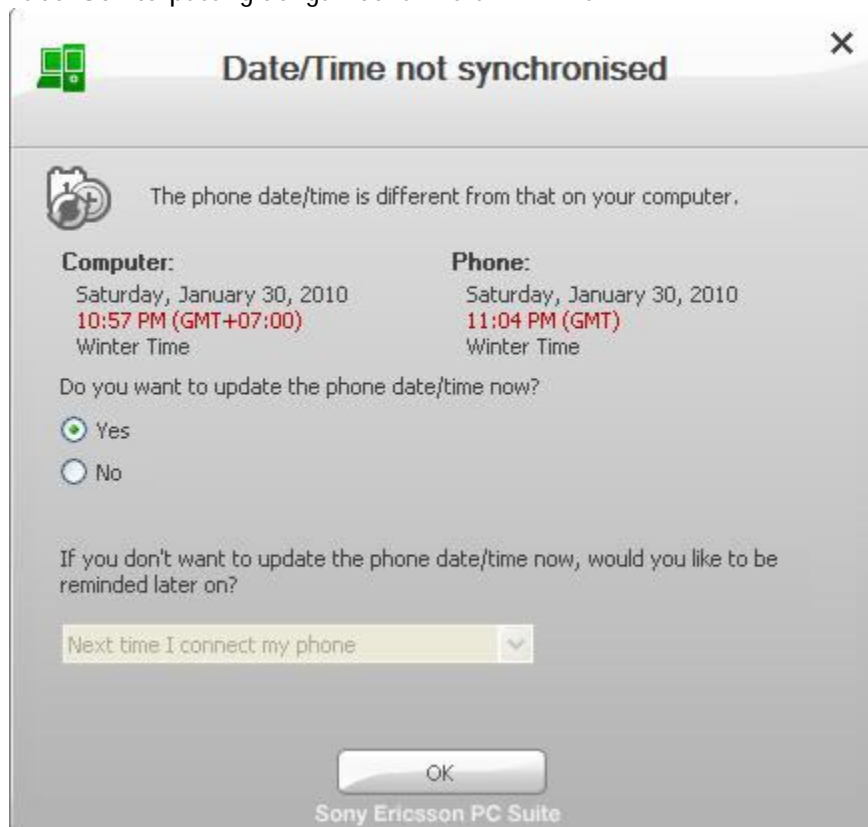 Date/Time not synchronised
The phone date/time is different from that on your computer.
Computer:
Saturday, January 30, 2010
10:57 PM (GMT+07:00)
Winter Time
Phone:
Saturday, January 30, 2010
11:04 PM (GMT)
Winter Time
Do you want to update the phone date/time now?
Yes
No
If you don't want to update the phone date/time now, would you like to be
reminded later on?
Next time I connect my phone
OK
Sony Ericsson PC Suite